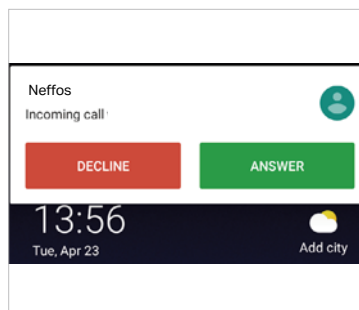 Neffos
Incoming call
DECLINE ANSWER
13:56
Tue, Apr 23 Add city